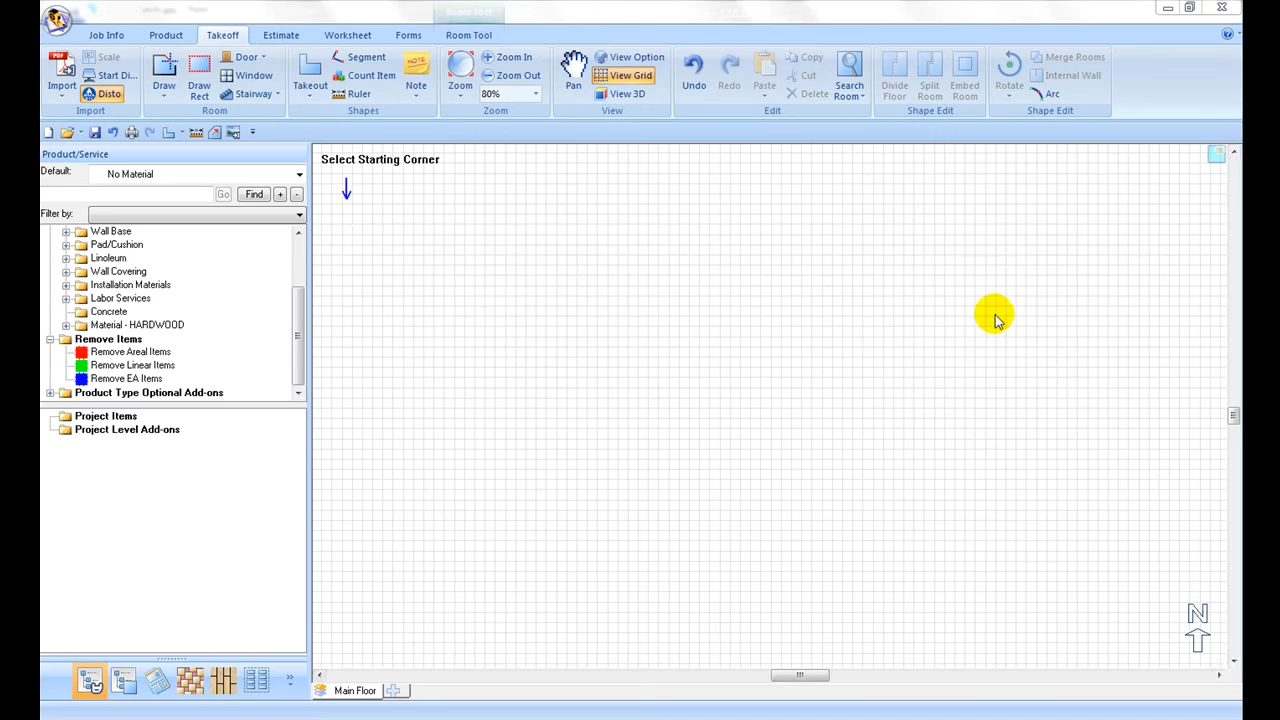 Room Tool
Job Info Product Takeoff Estimate Worksheet Forms Room Tool
PDF
Import
Scale
Start Di...
Disto
Import
Draw
Draw Rect
Door
Window
Stairway
Room
Takeout
Segment
Count Item
Ruler
Shapes
NOTE
Note
Zoom
Zoom In
Zoom Out
80%
Zoom
Pan
View Option
View Grid
View 3D
View
Undo
Redo
Paste
Copy
Cut
Delete
Search Room
Edit
Divide Floor
Split Room
Embed Room
Shape Edit
Rotate
Merge Rooms
Internal Wall
Arc
Shape Edit
Product/Service
Default: No Material
Go Find + -
Filter by:
Wall Base
Pad/Cushion
Linoleum
Wall Covering
Installation Materials
Labor Services
Concrete
Material - HARDWOOD
Remove Items
Remove Areal Items
Remove Linear Items
Remove EA Items
Product Type Optional Add-ons
Project Items
Project Level Add-ons
Select Starting Corner
N
Main Floor